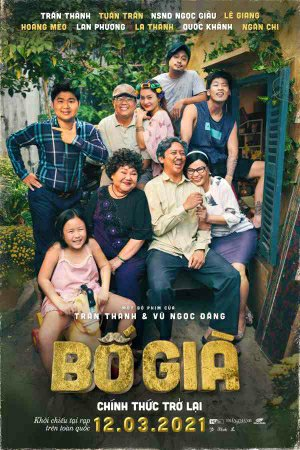 TRẤN THÀNH TUẤN TRẦN NSND NGỌC GIÀU LÊ GIANG
HOÀNG MÈO LAN PHƯƠNG LA THÀNH QUỐC KHÁNH NGÂN CHI
MỘT BỘ PHIM CỦA
TRẤN THÀNH & VŨ NGỌC ĐÃNG
BỐ GIÀ
CHÍNH THỨC TRỞ LẠI
Khởi chiếu tại rạp
trên toàn quốc
12.03.2021